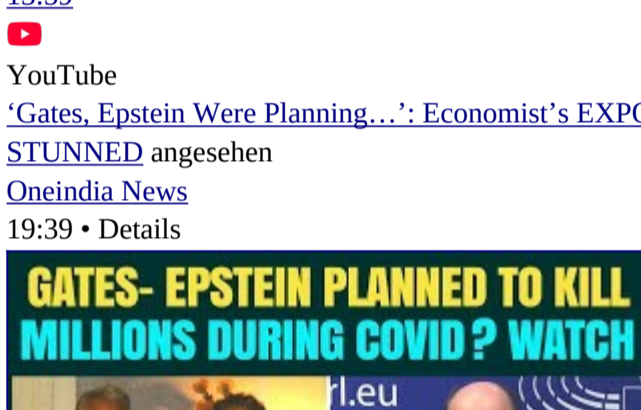 YouTube
‘Gates, Epstein Were Planning…’: Economist’s
STUNNED angesehen
Oneindia News
19:39 • Details
GATES- EPSTEIN PLANNED TO KILL
MILLIONS DURING COVID? WATCH
rl.eu